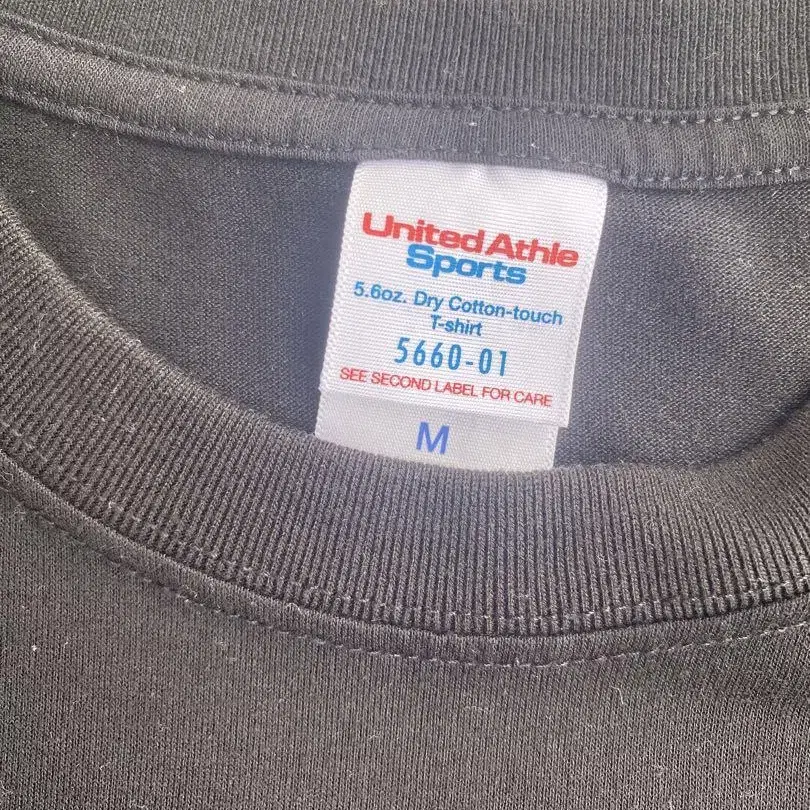 United Athle
Sports
5.6oz. Dry Cotton-touch
T-shirt
5660-01
SEE SECOND LABEL FOR CARE
M